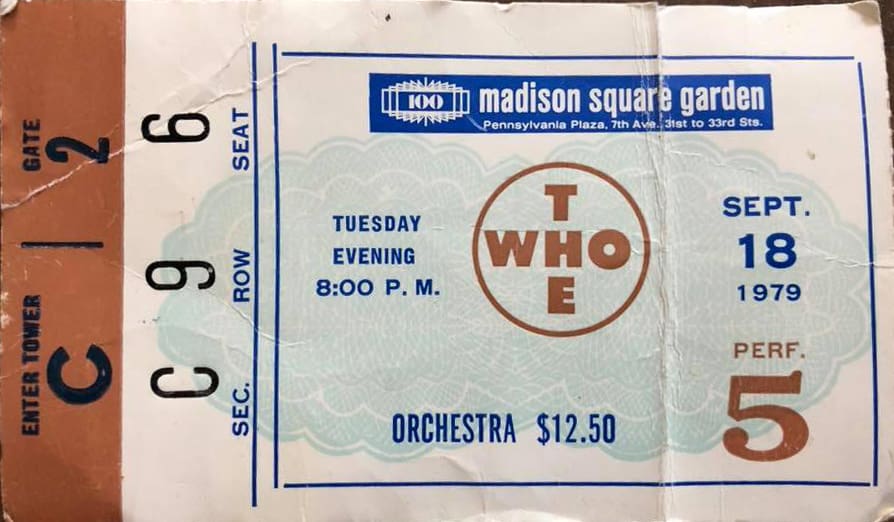 GATE 2
ENTER TOWER C
SEAT 6
ROW 9
SEC. C
100 madison square garden
Pennsylvania Plaza, 7th Ave. 31st to 33rd Sts.
TUESDAY
EVENING
8:00 P. M.
THE
WHO
SEPT.
18
1979
PERF.
5
ORCHESTRA $12.50